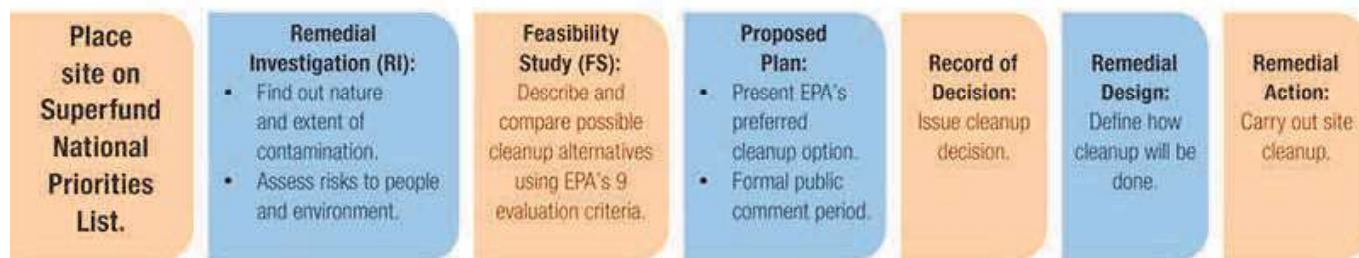 Place
site on
Superfund
National
Priorities
List.
Remedial
Investigation (RI):
• Find out nature
and extent of
contamination.
• Assess risks to people
and environment.
Feasibility
Study (FS):
Describe and
compare possible
cleanup alternatives
using EPA's 9
evaluation criteria.
Proposed
Plan:
• Present EPA's
preferred
cleanup option.
• Formal public
comment period.
Record of
Decision:
Issue cleanup
decision.
Remedial
Design:
Define how
cleanup will be
done.
Remedial
Action:
Carry out site
cleanup.